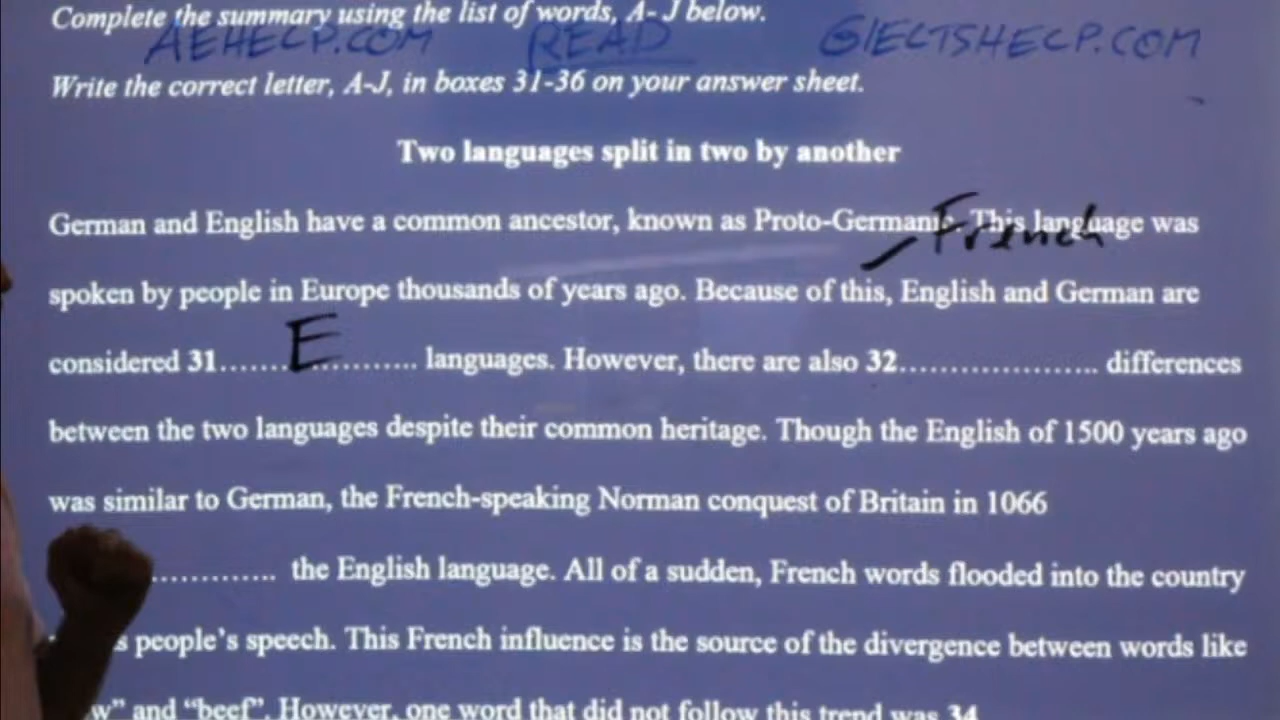 Complete the summary using the list of words, A- J below.
AEHELP.COM READ GIELTSHELP.COM
Write the correct letter, A-J, in boxes 31-36 on your answer sheet.
Two languages split in two by another
German and English have a common ancestor, known as Proto-Germanic. This language was
French
spoken by people in Europe thousands of years ago. Because of this, English and German are
considered 31.......E........... languages. However, there are also 32.................... differences
between the two languages despite their common heritage. Though the English of 1500 years ago
was similar to German, the French-speaking Norman conquest of Britain in 1066
............. the English language. All of a sudden, French words flooded into the country
people's speech. This French influence is the source of the divergence between words like
and “beef”. However, one word that did not follow this trend was 34